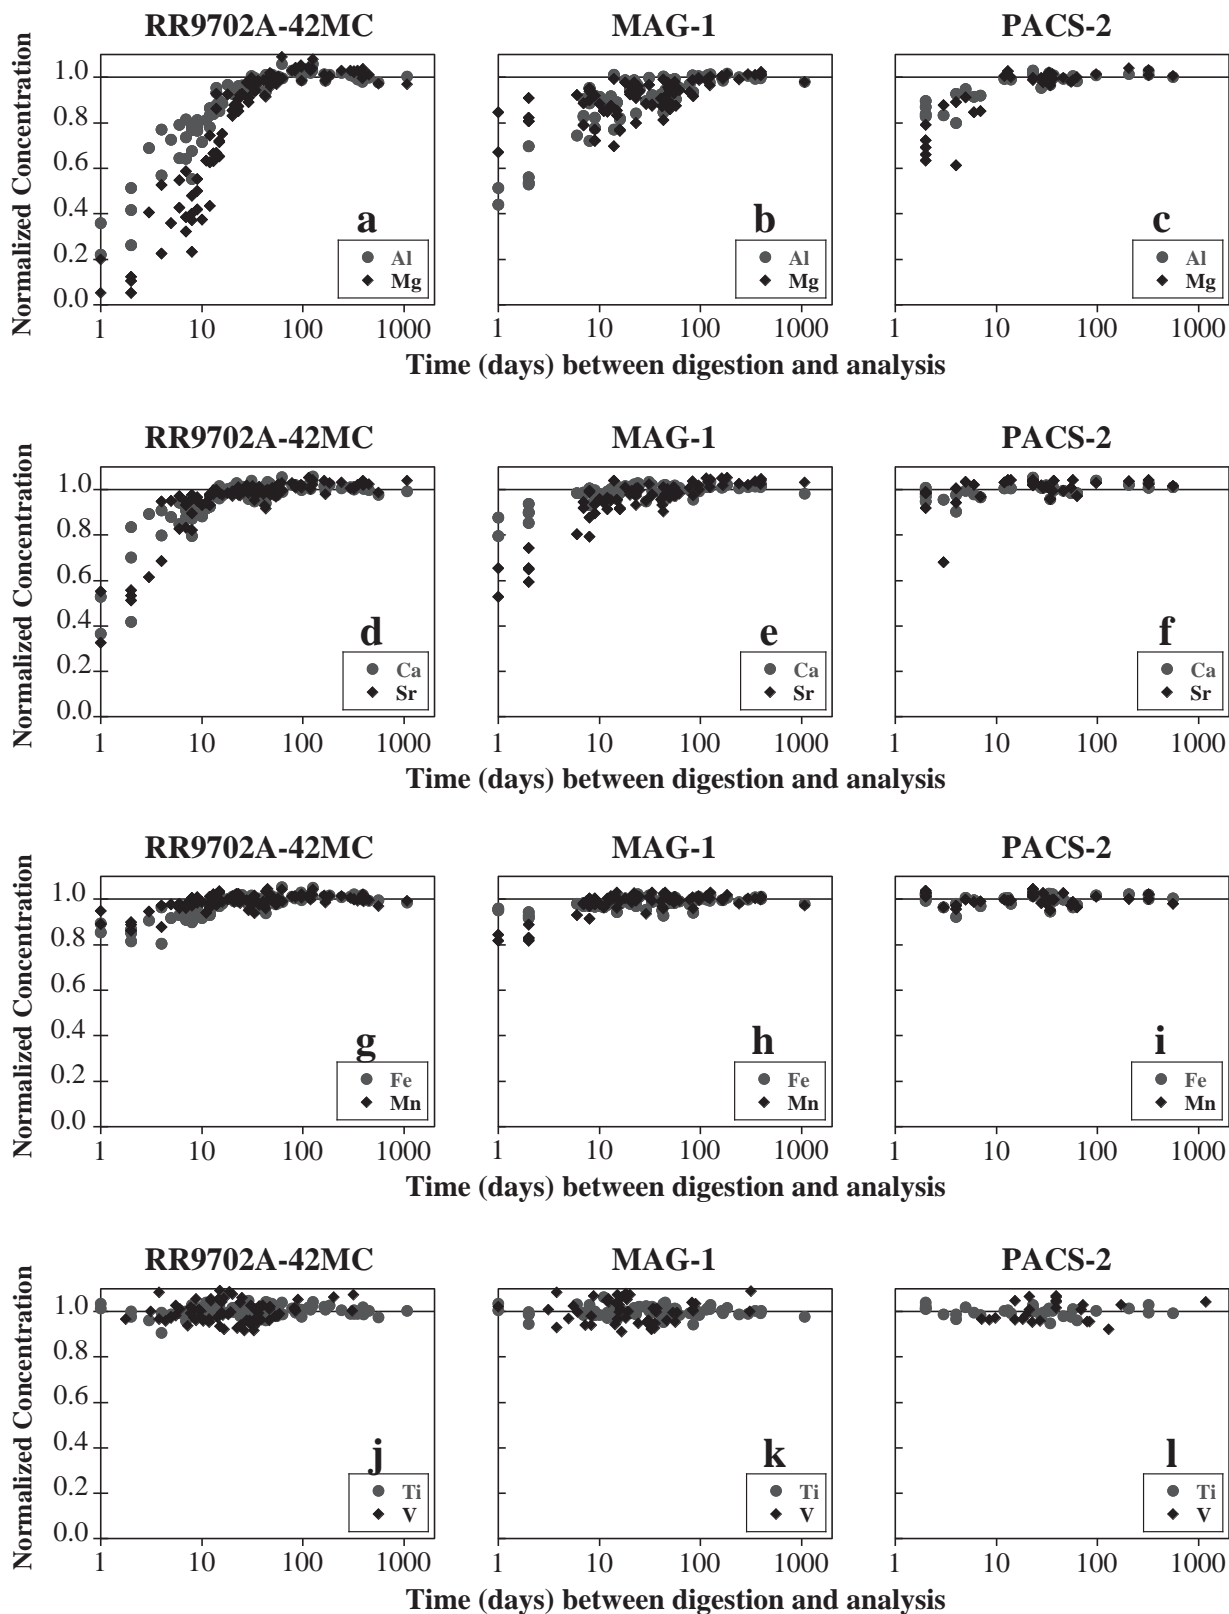 RR9702A-42MC MAG-1 PACS-2
Normalized Concentration
1.0
0.8
0.6
0.4
0.2
0.0
a b c
Al Al Al
Mg Mg Mg
1 10 100 1000 1 10 100 1000 1 10 100 1000
Time (days) between digestion and analysis
RR9702A-42MC MAG-1 PACS-2
Normalized Concentration
1.0
0.8
0.6
0.4
0.2
0.0
d e f
Ca Ca Ca
Sr Sr Sr
1 10 100 1000 1 10 100 1000 1 10 100 1000
Time (days) between digestion and analysis
RR9702A-42MC MAG-1 PACS-2
Normalized Concentration
1.0
0.8
0.6
0.4
0.2
0.0
g h i
Fe Fe Fe
Mn Mn Mn
1 10 100 1000 1 10 100 1000 1 10 100 1000
Time (days) between digestion and analysis
RR9702A-42MC MAG-1 PACS-2
Normalized Concentration
1.0
0.8
0.6
0.4
0.2
0.0
j k l
Ti Ti Ti
V V V
1 10 100 1000 1 10 100 1000 1 10 100 1000
Time (days) between digestion and analysis